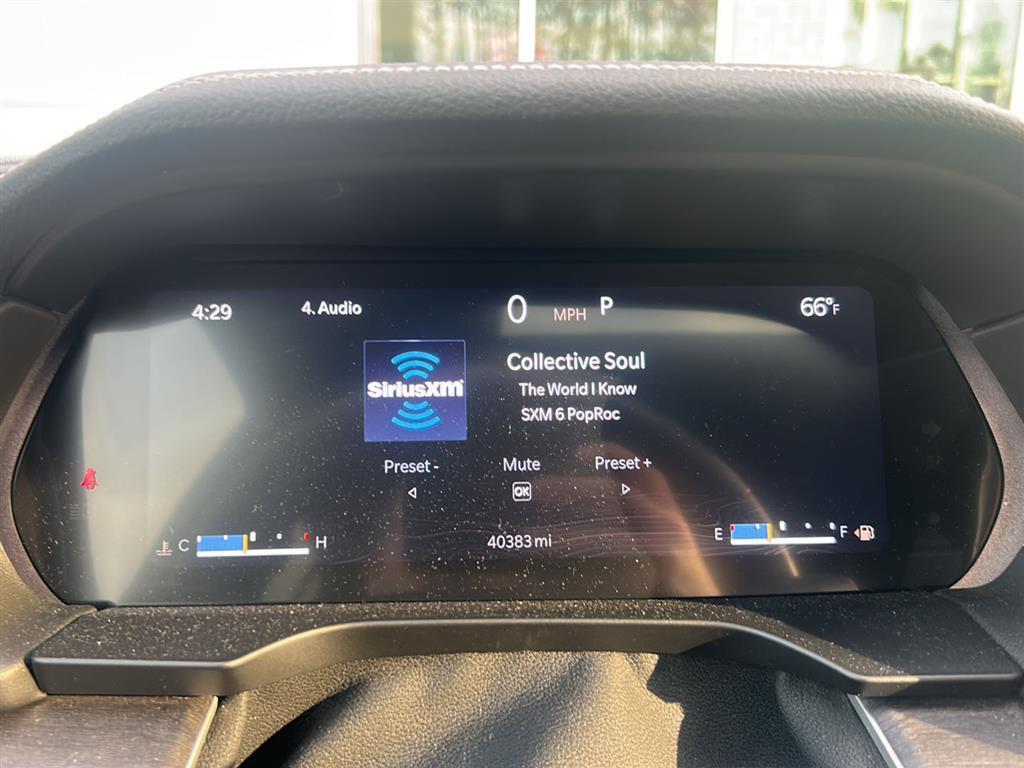 4:29 4. Audio 0 MPH P 66°F
SiriusXM
Collective Soul
The World I Know
SXM 6 PopRoc
Preset - Mute Preset +
OK
C H 40383 mi E F